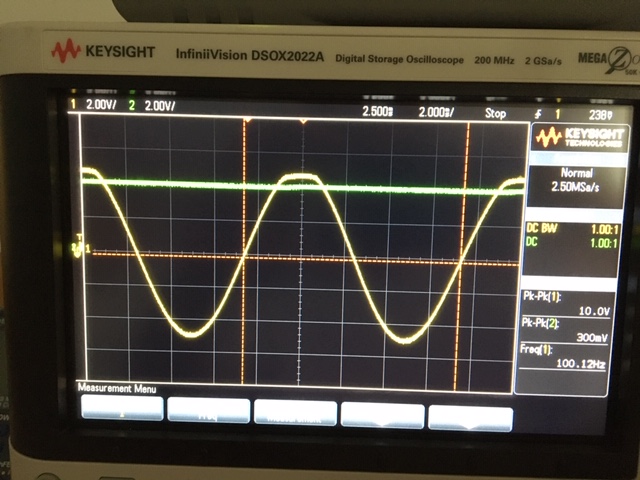 KEYSIGHT InfiniiVision DSOX2022A Digital Storage Oscilloscope 200 MHz 2 GSa/s MEGA Zo
1 2.00V/ 2 2.00V/ 2.500 2.000 / Stop 1 238
KEYSIGHT
TECHNOLOGIES
Normal
2.50MSa/s
DC BW 1.00:1
DC 1.00:1
Pk-Pk(1):
10.0V
Pk-Pk(2):
300mV
Freq(1):
100.12Hz
T
1
Measurement Menu